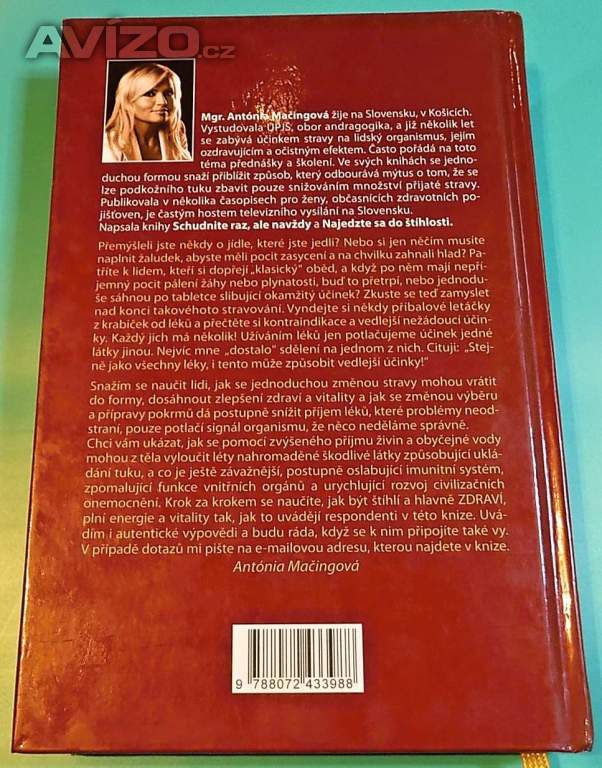 AVÍZO.cz
Mgr. Antónia Mačingová žije na Slovensku, v Košicích.
Vystudovala UPJŠ, obor andragogika, a již několik let
se zabývá účinkem stravy na lidský organismus, jejím
ozdravujícím a očistným efektem. Často pořádá na toto
téma přednášky a školení. Ve svých knihách se jedno-
duchou formou snaží přiblížit způsob, který odbourává mýtus o tom, že se
lze podkožního tuku zbavit pouze snižováním množství přijaté stravy.
Publikovala v několika časopisech pro ženy, občasnících zdravotních po-
jišťoven, je častým hostem televizního vysílání na Slovensku.
Napsala knihy Schudnite raz, ale navždy a Najedzte sa do štíhlosti.
Přemýšleli jste někdy o jídle, které jste jedli? Nebo si jen něčím musíte
naplnit žaludek, abyste měli pocit zasycení a na chvilku zahnali hlad? Pa-
tříte k lidem, kteří si dopřejí „klasický" oběd, a když po něm mají nepří-
jemný pocit pálení žáhy nebo plynatosti, buď to přetrpí, nebo jednodu-
še sáhnou po tabletce slibující okamžitý účinek? Zkuste se teď zamyslet
nad konci takovéhoto stravování. Vyndejte si někdy příbalové letáčky
z krabiček od léků a přečtěte si kontraindikace a vedlejší nežádoucí účin-
ky. Každý jich má několik! Užíváním léků jen potlačujeme účinek jedné
látky jinou. Nejvíc mne „dostalo" sdělení na jednom z nich. Cituji: „Stej-
ně jako všechny léky, i tento může způsobit vedlejší účinky!"
Snažím se naučit lidi, jak se jednoduchou změnou stravy mohou vrátit
do formy, dosáhnout zlepšení zdraví a vitality a jak se změnou výběru
a přípravy pokrmů dá postupně snížit příjem léků, které problémy neod-
straní, pouze potlačí signál organismu, že něco neděláme správně.
Chci vám ukázat, jak se pomocí zvýšeného příjmu živin a obyčejné vody
mohou z těla vyloučit léty nahromaděné škodlivé látky způsobující uklá-
dání tuku, a co je ještě závažnější, postupně oslabující imunitní systém,
zpomalující funkce vnitřních orgánů a urychlující rozvoj civilizačních
onemocnění. Krok za krokem se naučíte, jak být štíhlí a hlavně ZDRAVÍ,
plní energie a vitality tak, jak to uvádějí respondenti v této knize. Uvá-
dím i autentické výpovědi a budu ráda, když se k nim připojíte také vy.
V případě dotazů mi pište na e-mailovou adresu, kterou najdete v knize.
Antónia Mačingová
9 788072 433988